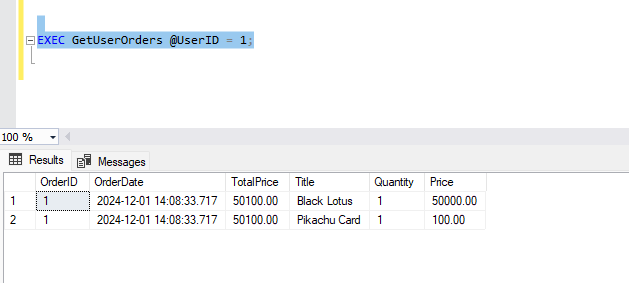 EXEC GetUserOrders @UserID = 1;
100 %
Results Messages
OrderID OrderDate TotalPrice Title Quantity Price
1 1 2024-12-01 14:08:33.717 50100.00 Black Lotus 1 50000.00
2 1 2024-12-01 14:08:33.717 50100.00 Pikachu Card 1 100.00